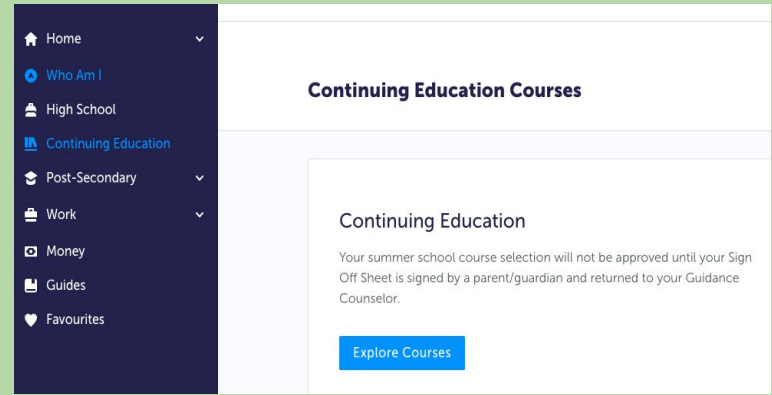 Home
Who Am I
High School
Continuing Education
Post-Secondary
Work
Money
Guides
Favourites
Continuing Education Courses
Continuing Education
Your summer school course selection will not be approved until your Sign
Off Sheet is signed by a parent/guardian and returned to your Guidance
Counselor.
Explore Courses